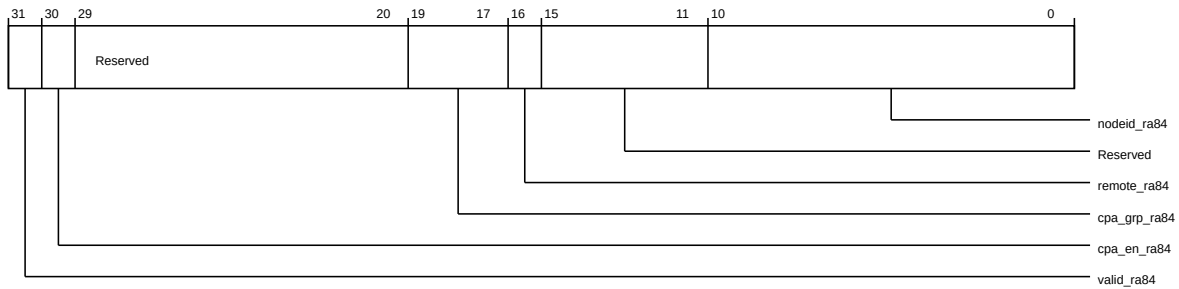 31 30 29 20 19 17 16 15 11 10 0
Reserved
nodeid_ra84
Reserved
remote_ra84
cpa_grp_ra84
cpa_en_ra84
valid_ra84